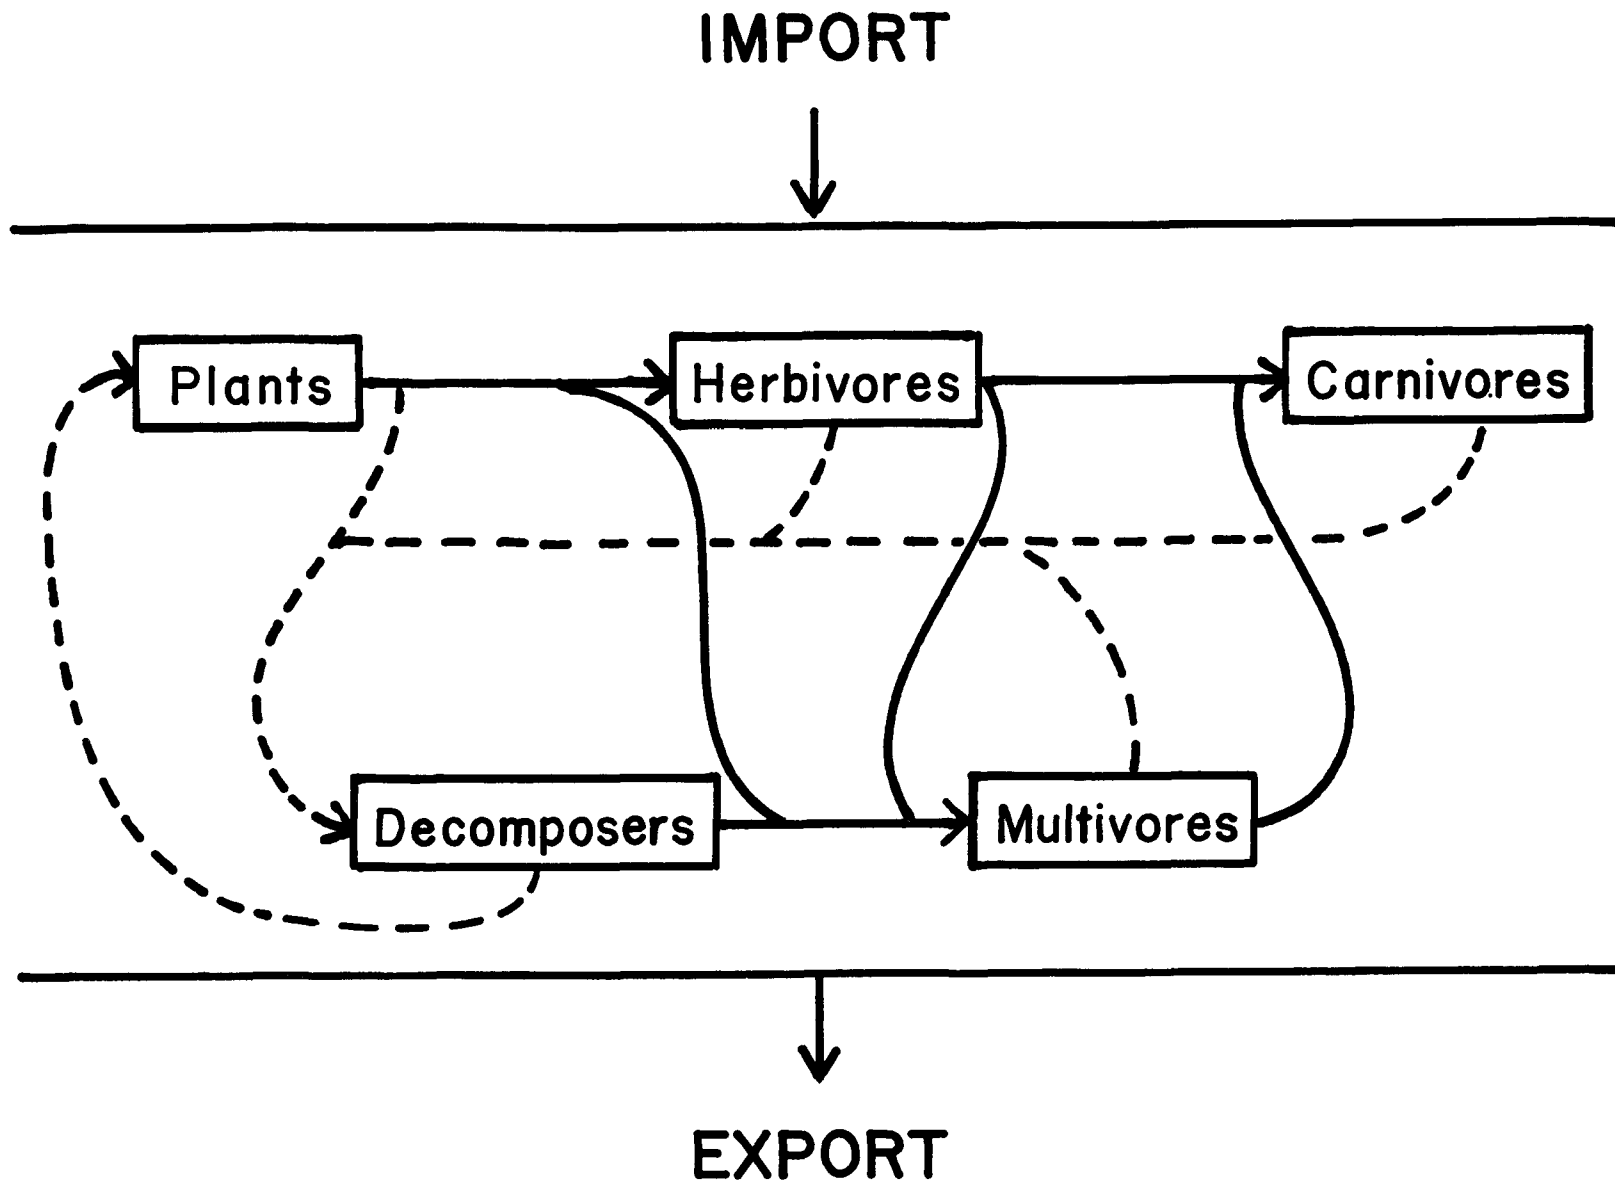 IMPORT
Plants
Herbivores
Carnivores
Decomposers
Multivores
EXPORT